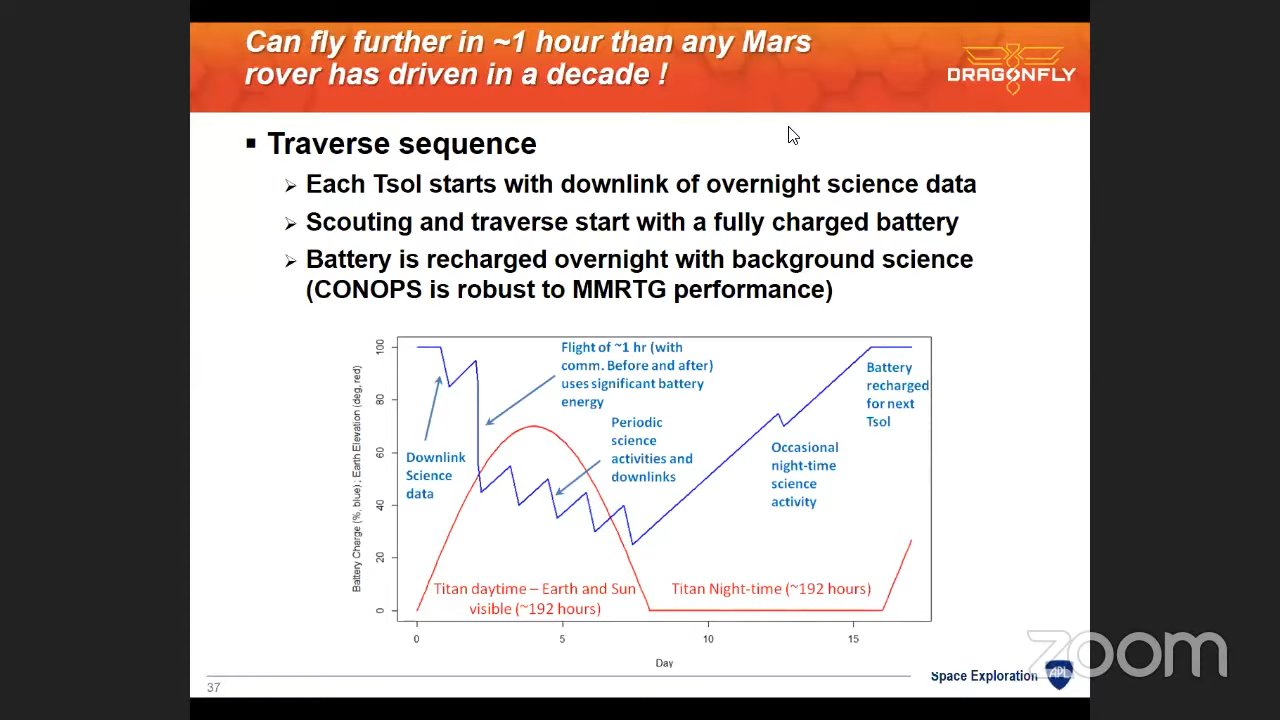 Can fly further in ~1 hour than any Mars
rover has driven in a decade !
DRAGONFLY
▪ Traverse sequence
➢ Each Tsol starts with downlink of overnight science data
➢ Scouting and traverse start with a fully charged battery
➢ Battery is recharged overnight with background science
(CONOPS is robust to MMRTG performance)
Battery Charge (%, blue) ; Earth Elevation (deg, red)
100
80
60
40
20
0
Flight of ~1 hr (with
comm. Before and after)
uses significant battery
energy
Battery
recharged
for next
Tsol
Periodic
science
activities and
downlinks
Downlink
Science
data
Occasional
night-time
science
activity
Titan daytime – Earth and Sun
visible (~192 hours)
Titan Night-time (~192 hours)
0
5
10
15
Day
zoom
Space Exploration
APL
37